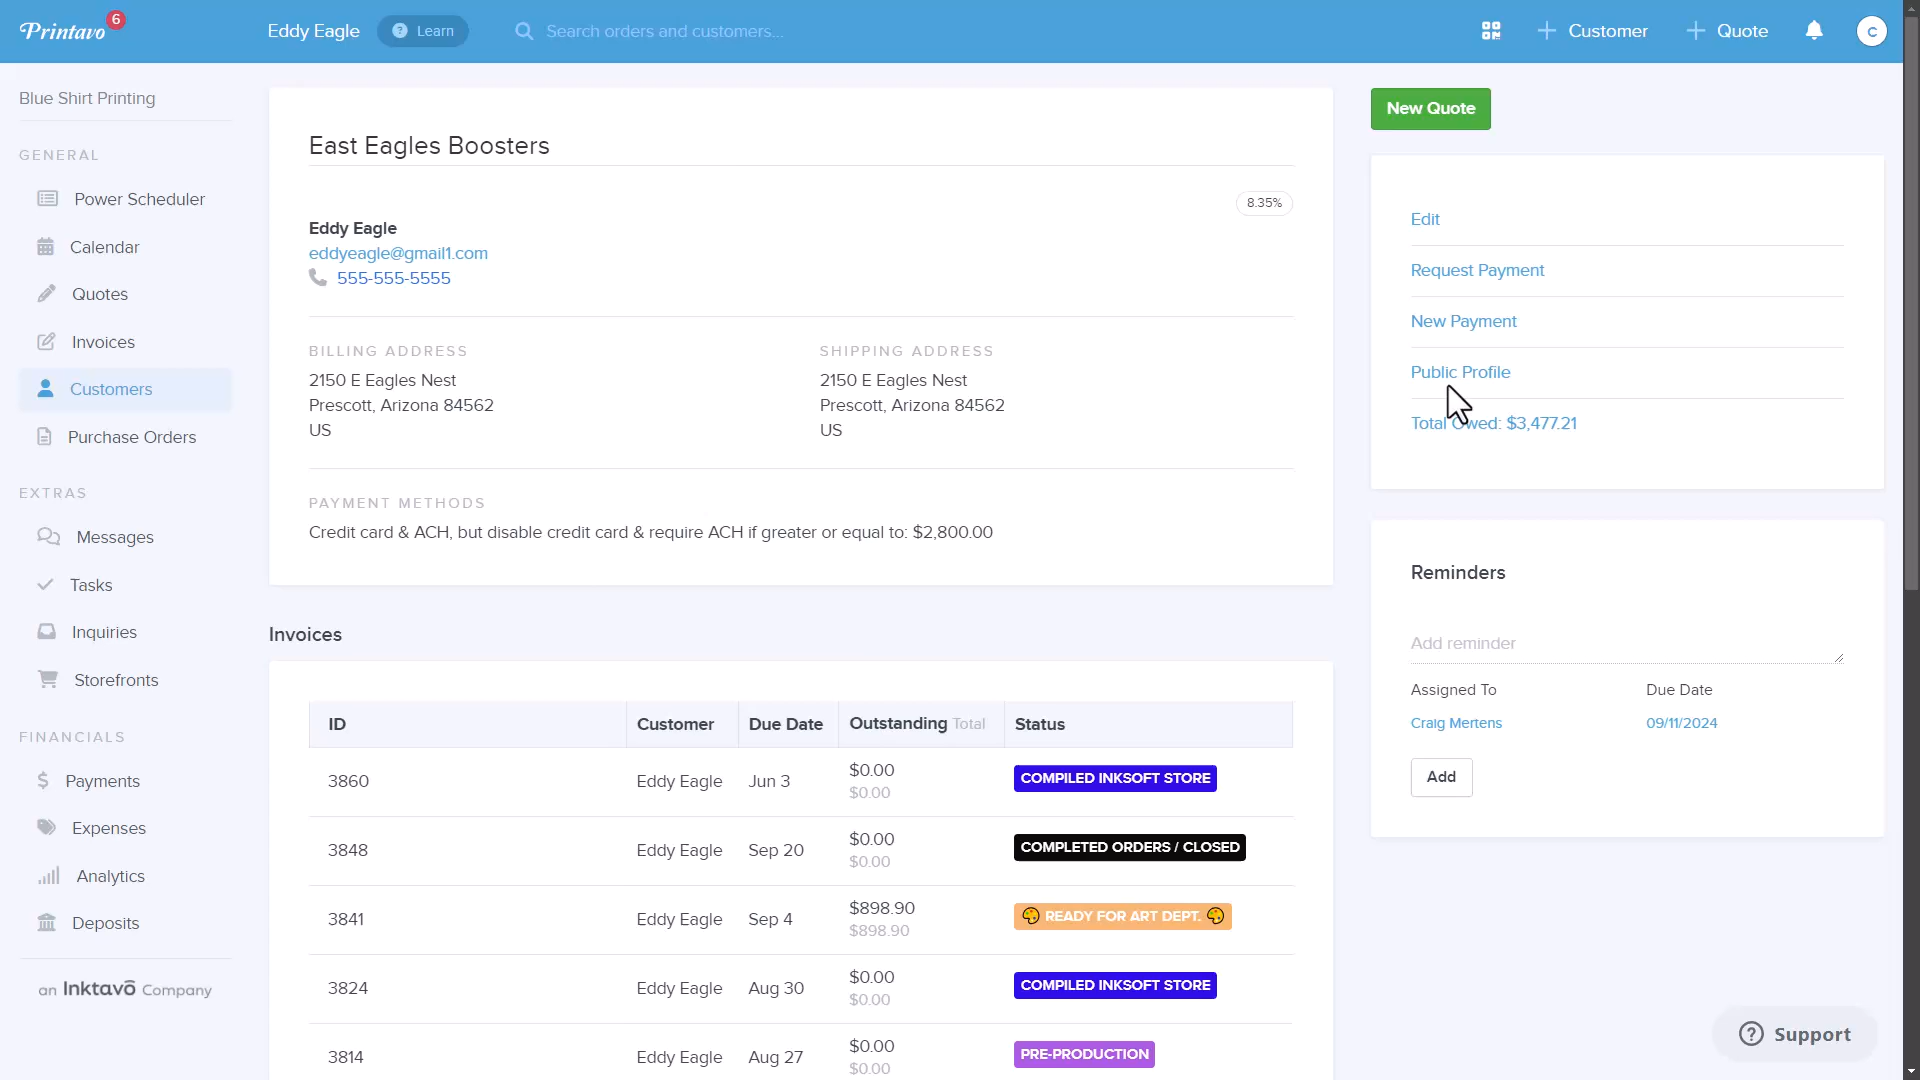 Printavo 6
Eddy Eagle
Learn
Search orders and customers...
Customer
Quote
C
Blue Shirt Printing
GENERAL
Power Scheduler
Calendar
Quotes
Invoices
Customers
Purchase Orders
EXTRAS
Messages
Tasks
Inquiries
Storefronts
FINANCIALS
Payments
Expenses
Analytics
Deposits
an Inktavo Company
East Eagles Boosters
8.35%
Eddy Eagle
eddyeagle@gmail1.com
555-555-5555
BILLING ADDRESS
2150 E Eagles Nest
Prescott, Arizona 84562
US
SHIPPING ADDRESS
2150 E Eagles Nest
Prescott, Arizona 84562
US
PAYMENT METHODS
Credit card & ACH, but disable credit card & require ACH if greater or equal to: $2,800.00
Invoices
ID Customer Due Date Outstanding Total Status
3860 Eddy Eagle Jun 3 $0.00 COMPILED INKSOFT STORE
$0.00
3848 Eddy Eagle Sep 20 $0.00 COMPLETED ORDERS / CLOSED
$0.00
3841 Eddy Eagle Sep 4 $898.90 READY FOR ART DEPT.
$898.90
3824 Eddy Eagle Aug 30 $0.00 COMPILED INKSOFT STORE
$0.00
3814 Eddy Eagle Aug 27 $0.00 PRE-PRODUCTION
$0.00
New Quote
Edit
Request Payment
New Payment
Public Profile
Total Owed: $3,477.21
Reminders
Add reminder
Assigned To Due Date
Craig Mertens 09/11/2024
Add
Support